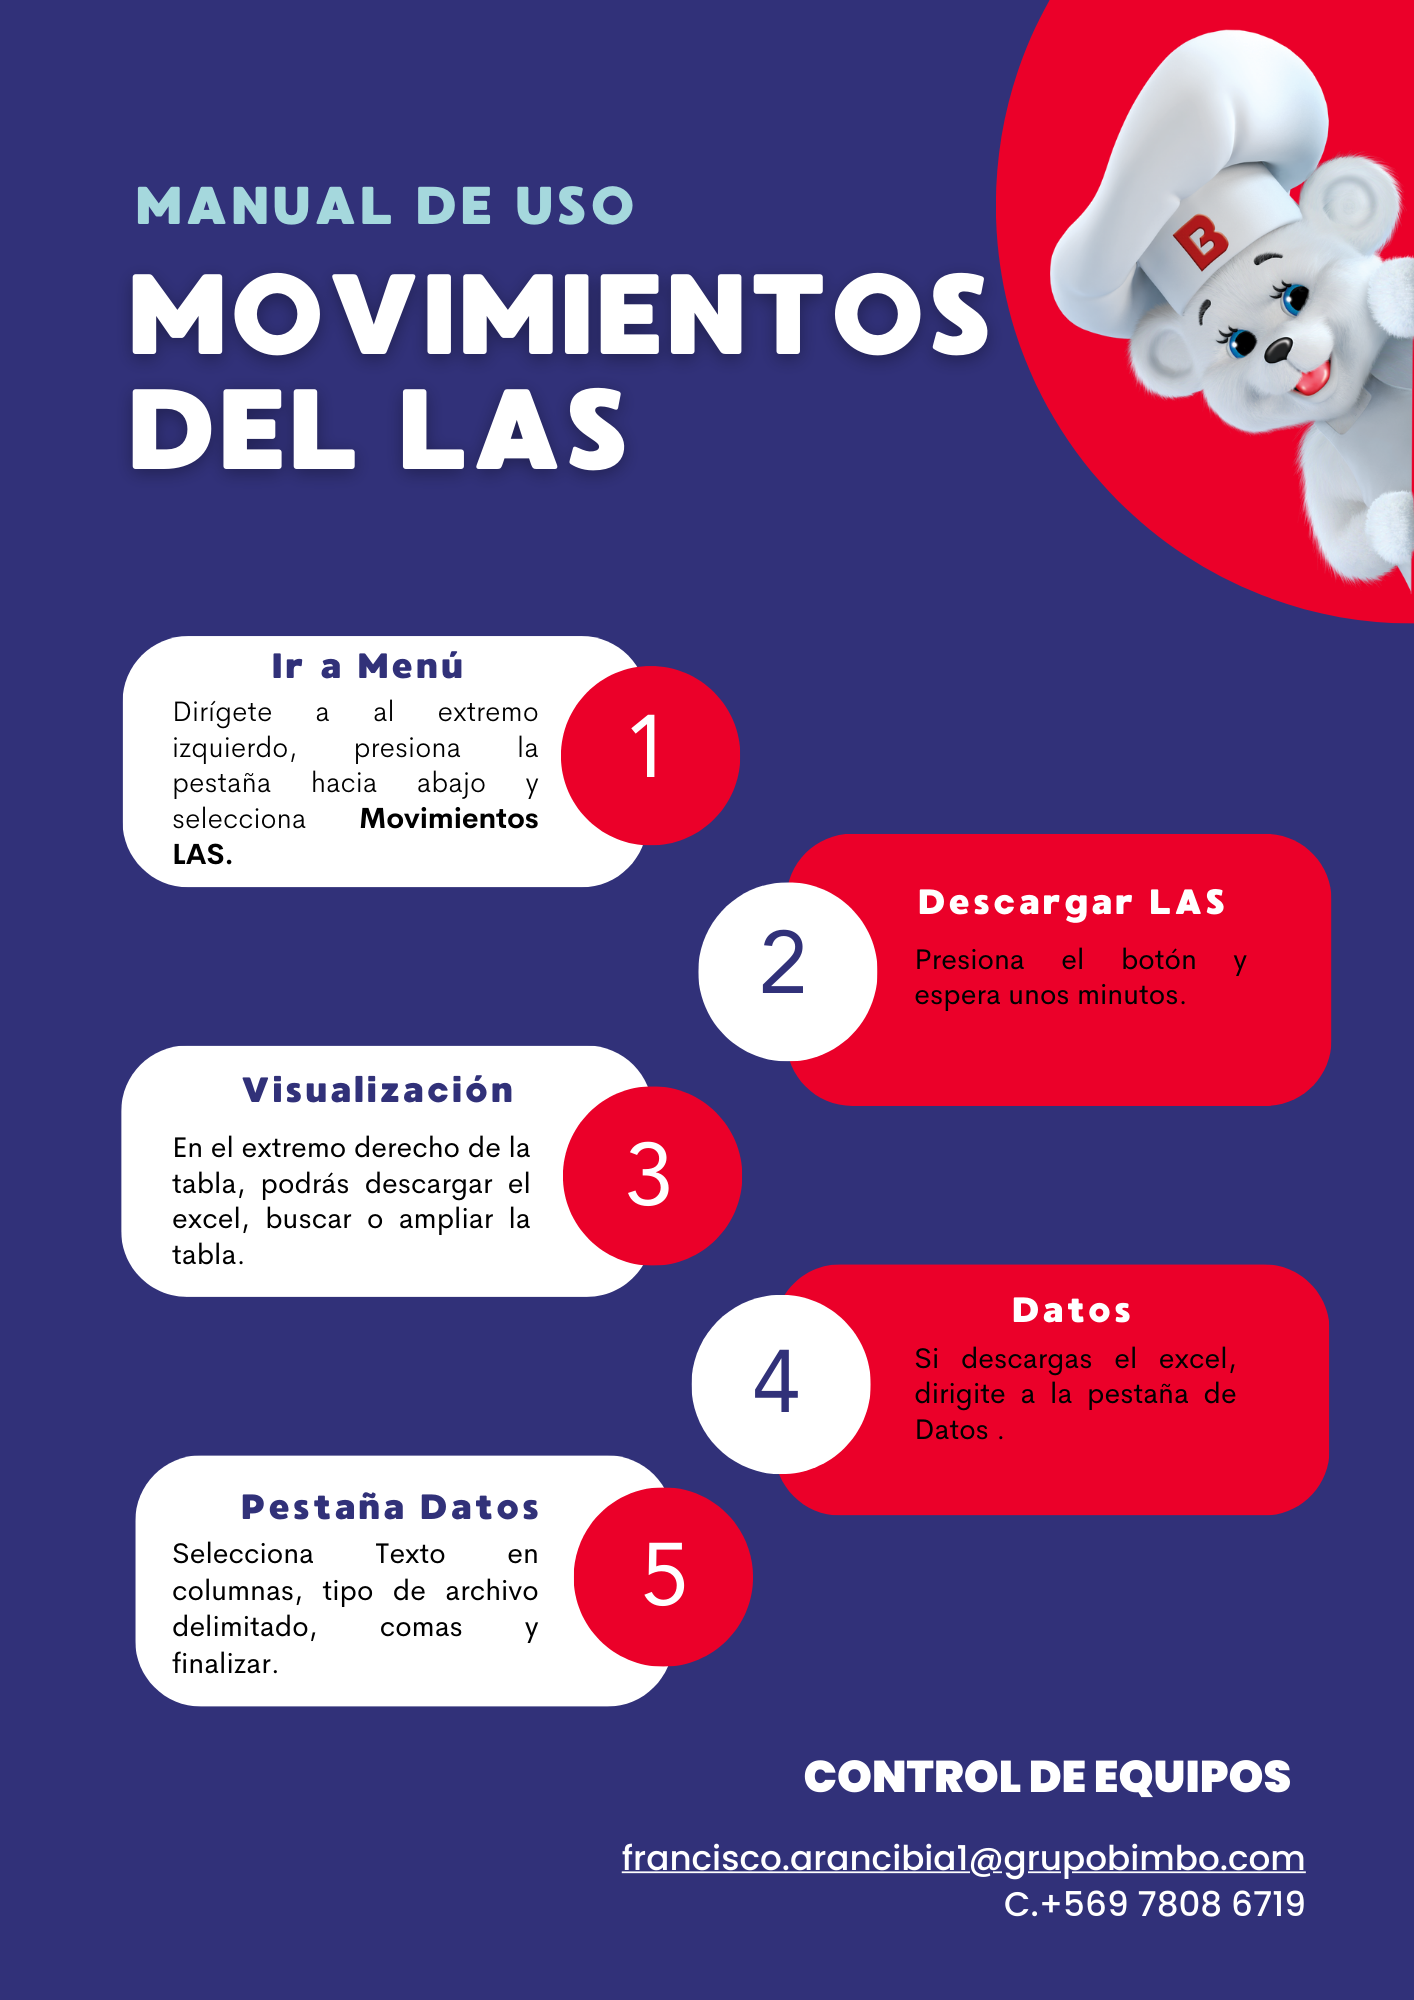 MANUAL DE USO
MOVIMIENTOS
DEL LAS
B
Ir a Menú
Dirígete a al extremo
izquierdo, presiona la
pestaña hacia abajo y
selecciona Movimientos
LAS.
1
Descargar LAS
2
Presiona el botón y
espera unos minutos.
Visualización
En el extremo derecho de la
tabla, podrás descargar el
excel, buscar o ampliar la
tabla.
3
Datos
4
Si descargas el excel,
dirigite a la pestaña de
Datos .
Pestaña Datos
Selecciona Texto en
columnas, tipo de archivo
delimitado, comas y
finalizar.
5
CONTROL DE EQUIPOS
francisco.arancibia1@grupobimbo.com
C.+569 7808 6719